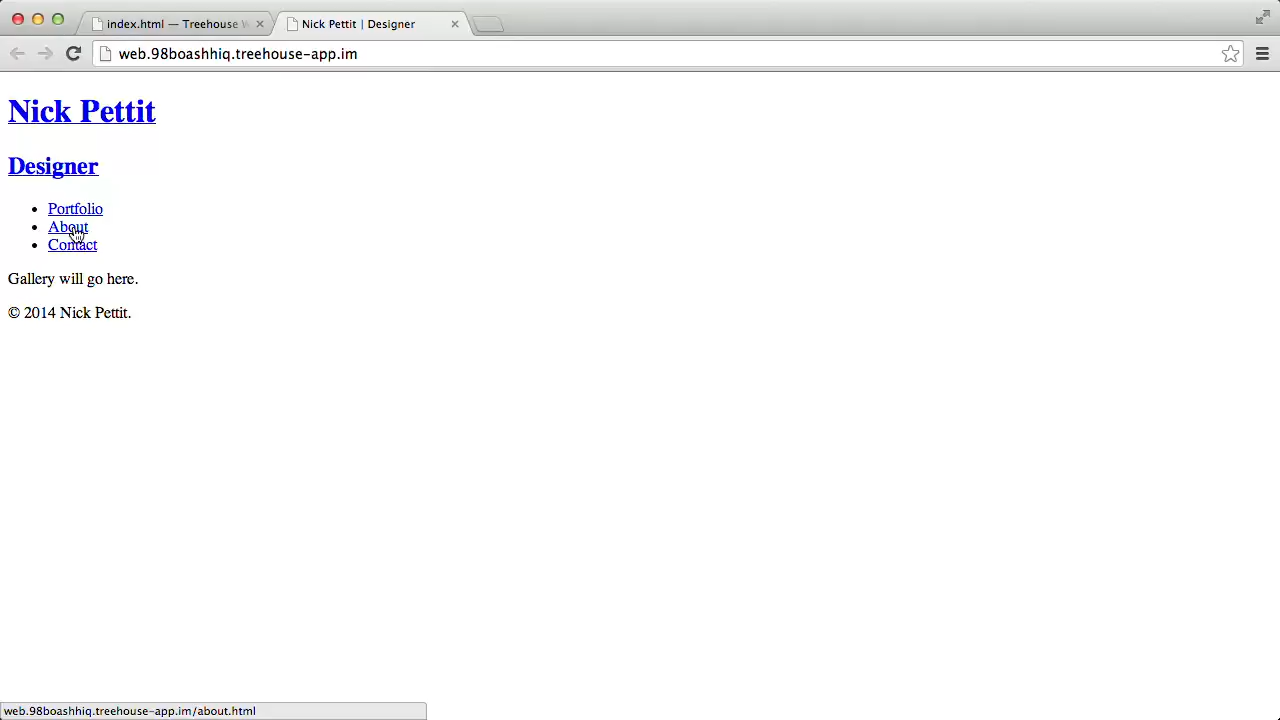 index.html — Treehouse W
Nick Pettit | Designer
web.98boashhiq.treehouse-app.im
Nick Pettit
Designer
Portfolio
About
Contact
Gallery will go here.
© 2014 Nick Pettit.
web.98boashhiq.treehouse-app.im/about.html